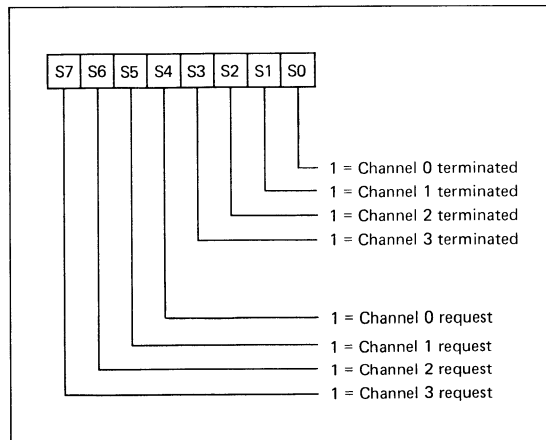 S7 S6 S5 S4 S3 S2 S1 S0
1 = Channel 0 terminated
1 = Channel 1 terminated
1 = Channel 2 terminated
1 = Channel 3 terminated
1 = Channel 0 request
1 = Channel 1 request
1 = Channel 2 request
1 = Channel 3 request